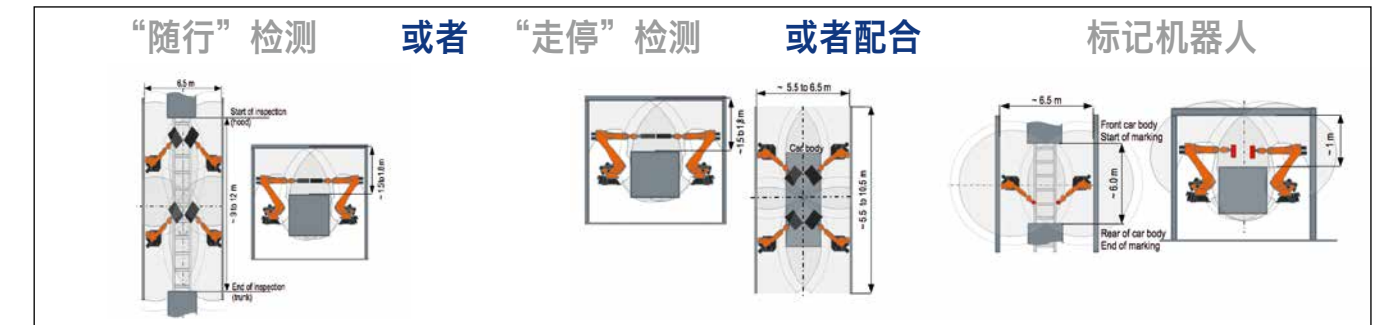 “随行”检测 或者 “走停”检测 或者配合 标记机器人
6.5 m
Start of inspection
(hood)
~ 9 to 12 m
End of inspection
(trunk)
~ 1.5 to 1.8 m
~ 1.5 to 1.8 m
~ 5.5 to 6.5 m
Car body
~ 5.5 to 10.5 m
~ 6.5 m
Front car body
Start of marking
~ 6.0 m
Rear of car body
End of marking
~ 1 m